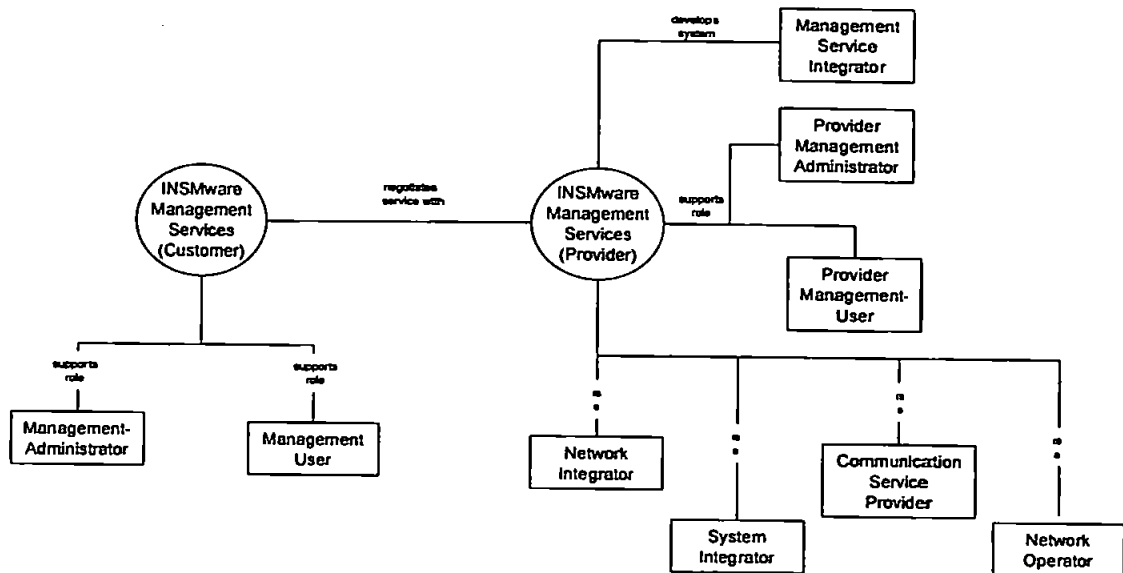 develops
system
Management
Service
Integrator
Provider
Management
Administrator
INSMware
Management
Services
(Customer)
negotiates
service with
INSMware
Management
Services
(Provider)
supports
role
Provider
Management-
User
supports
role
supports
role
Management-
Administrator
Management
User
Network
Integrator
System
Integrator
Communication
Service
Provider
Network
Operator